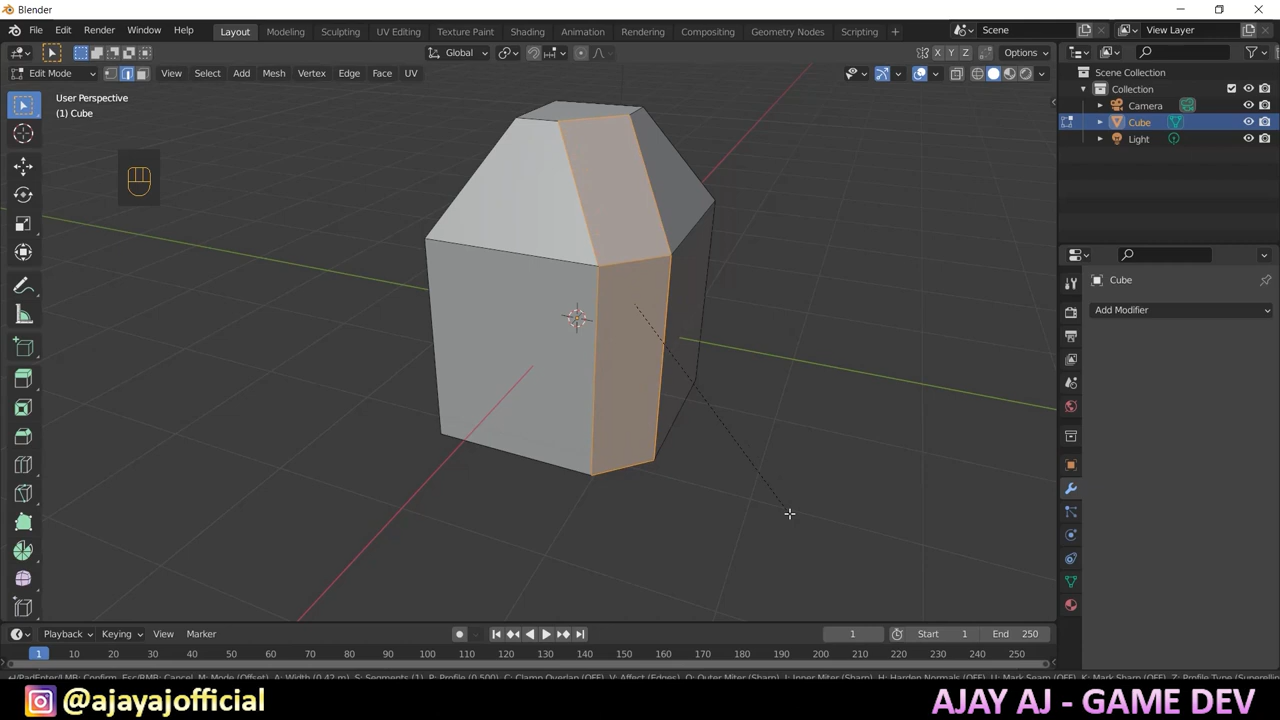 Blender
File Edit Render Window Help Layout Modeling Sculpting UV Editing Texture Paint Shading Animation Rendering Compositing Geometry Nodes Scripting + Scene View Layer
Global X Y Z Options
Edit Mode View Select Add Mesh Vertex Edge Face UV
User Perspective
(1) Cube
Scene Collection
Collection
Camera
Cube
Light
Cube
Add Modifier
Playback Keying View Marker 1 Start 1 End 250
1 10 20 30 40 50 60 70 80 90 100 110 120 130 140 150 160 170 180 190 200 210 220 230 240 250
@ajayajofficial
AJAY AJ - GAME DEV